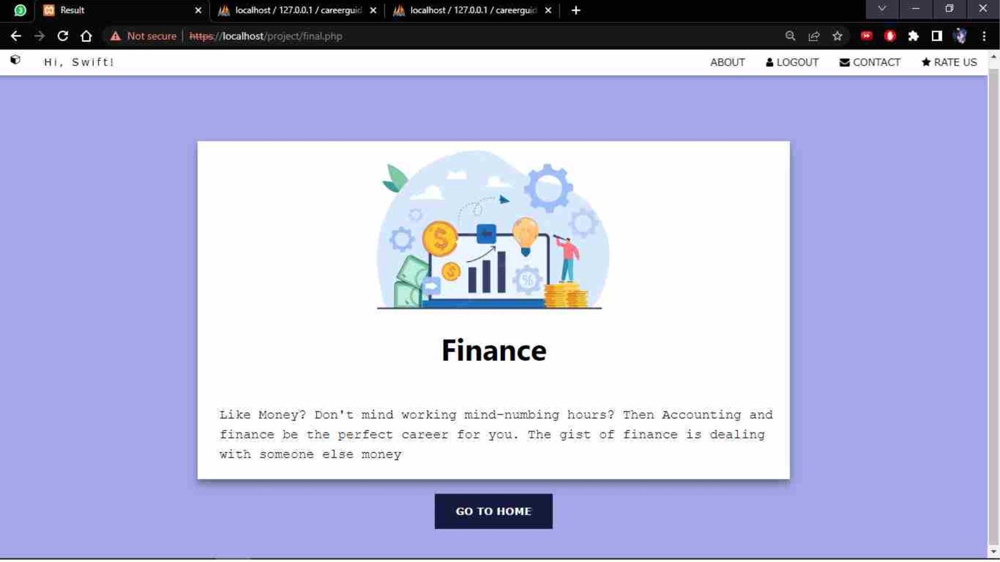 Result
localhost / 127.0.0.1 / careerguid
localhost / 127.0.0.1 / careerguid
Not secure
https://localhost/project/final.php
Hi, Swift!
ABOUT LOGOUT CONTACT RATE US
$
$
%
Finance
Like Money? Don't mind working mind-numbing hours? Then Accounting and
finance be the perfect career for you. The gist of finance is dealing
with someone else money
GO TO HOME